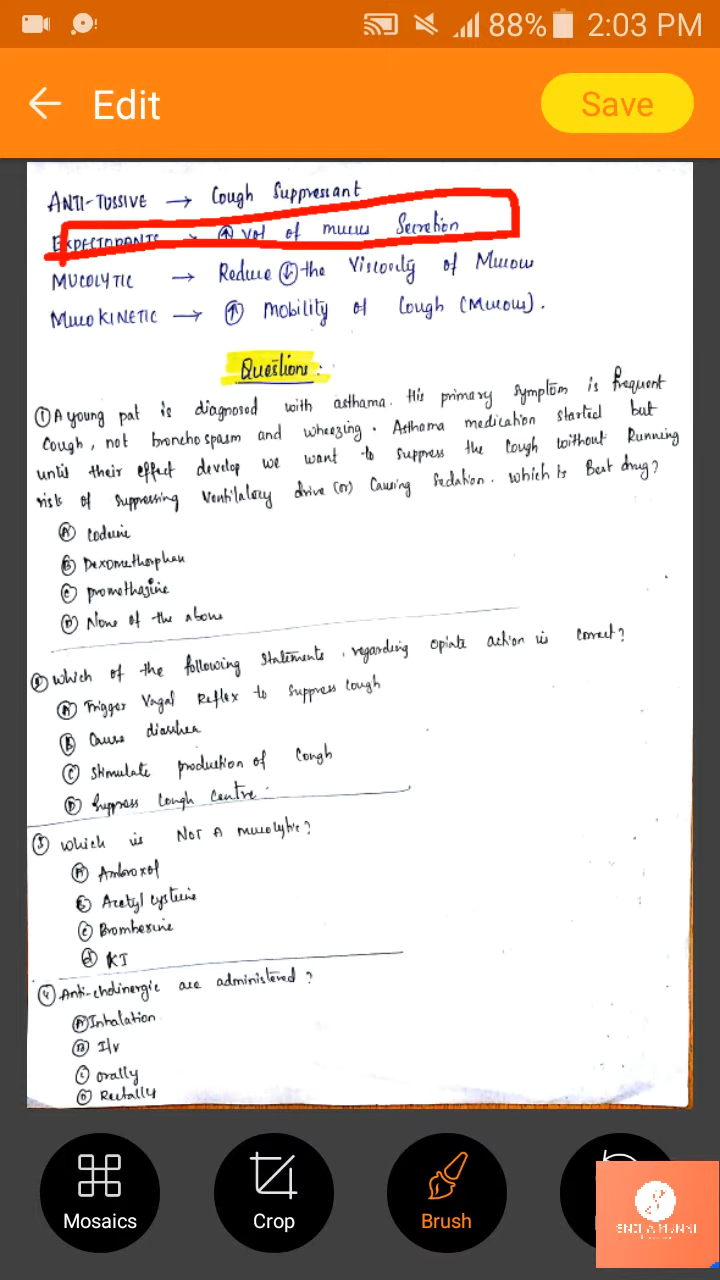 88% 2:03 PM
Edit
Save
ANTI-TUSSIVE → Cough Suppressant
EXPECTORANTS → ↑ vol of mucus Secretion
MUCOLYTIC → Reduce ↓ the Viscosity of Mucous
MUCOKINETIC → ↑ Mobility of Cough (Mucous).
Questions:
① A young pat is diagnosed with asthama. His primary symptom is frequent
Cough, not bronchospasm and wheezing. Asthama medication started but
until their effect develop we want to suppress the cough without Running
risk of suppressing Ventilalory drive (or) Causing Sedation. which is Best drug?
Ⓐ Codeine
Ⓑ Dexomethorphan
Ⓒ promethazine
Ⓓ None of the above
② which of the following statements, regarding opiate action is correct?
Ⓐ Trigger Vagal Reflex to suppress cough
Ⓑ Cause diarrhea
Ⓒ Stimulate production of Cough
Ⓓ Suppress Cough Centre.
③ which is NOT A mucolytic?
Ⓐ Ambroxol
Ⓑ Acetyl cysteine
Ⓒ Bromhexine
ⓓ KI
④ Anti-cholinergic are administered?
Ⓐ Inhalation
Ⓑ I/v
Ⓒ orally
Ⓓ Rectally
Mosaics
Crop
Brush